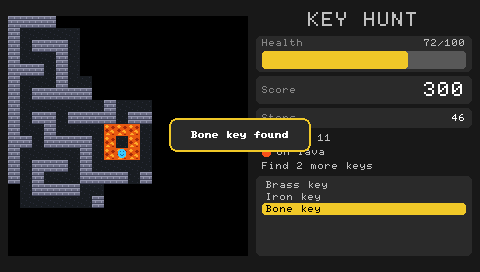 KEY HUNT
Health 72/100
Score 300
Steps 46
Bone key found
11
on lava
Find 2 more keys
Brass key
Iron key
Bone key